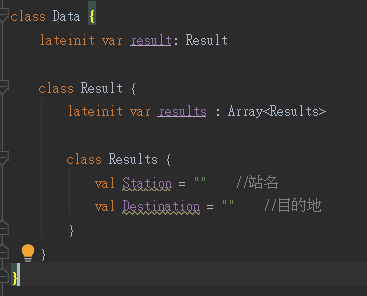 class Data {
lateinit var result: Result
class Result {
lateinit var results : Array<Results>
class Results {
val Station = "" //站名
val Destination = "" //目的地
}
}
}